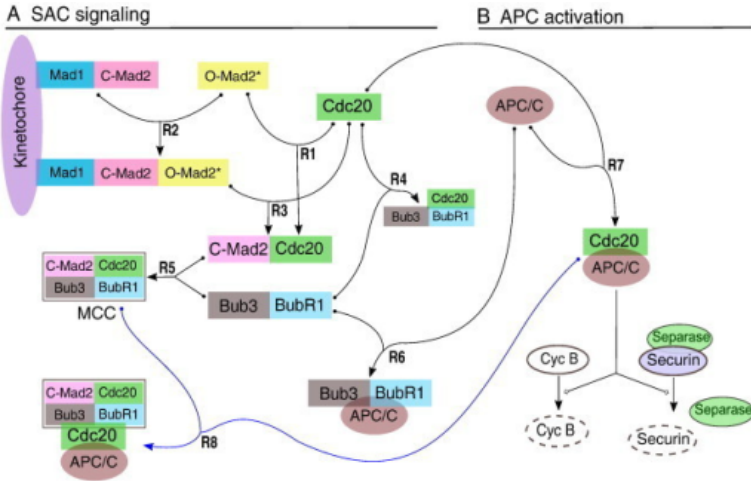 A SAC signaling
B APC activation
Kinetochore
Mad1 C-Mad2
O-Mad2*
Cdc20
APC/C
R2
R1
R7
Mad1 C-Mad2 O-Mad2*
R4
Cdc20
Bub3 BubR1
R3
C-Mad2 Cdc20
Cdc20
APC/C
C-Mad2 Cdc20
Bub3 BubR1
MCC
R5
Bub3 BubR1
R6
Bub3 BubR1
APC/C
Cyc B
Separase
Securin
Separase
Cyc B
Securin
C-Mad2 Cdc20
Bub3 BubR1
Cdc20
APC/C
R8